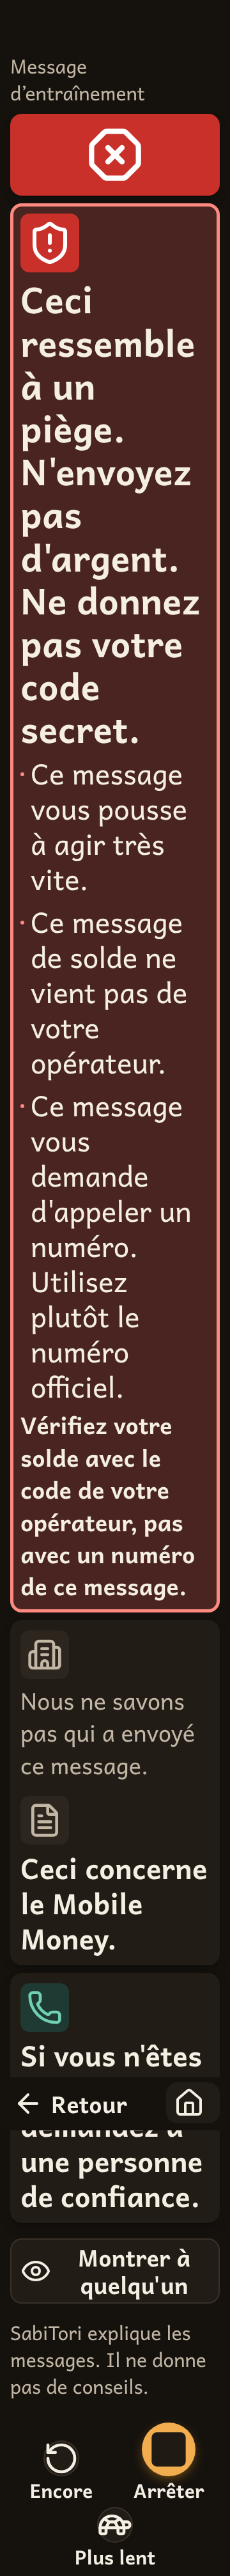 Message
d’entraînement
Ceci
ressemble
à un
piège.
N'envoyez
pas
d'argent.
Ne donnez
pas votre
code
secret.
· Ce message
vous pousse
à agir très
vite.
· Ce message
de solde ne
vient pas de
votre
opérateur.
· Ce message
vous
demande
d'appeler un
numéro.
Utilisez
plutôt le
numéro
officiel.
Vérifiez votre
solde avec le
code de votre
opérateur, pas
avec un numéro
de ce message.
Nous ne savons
pas qui a envoyé
ce message.
Ceci concerne
le Mobile
Money.
Si vous n'êtes
Retour
une personne
de confiance.
Montrer à
quelqu'un
SabiTori explique les
messages. Il ne donne
pas de conseils.
Encore
Arrêter
Plus lent